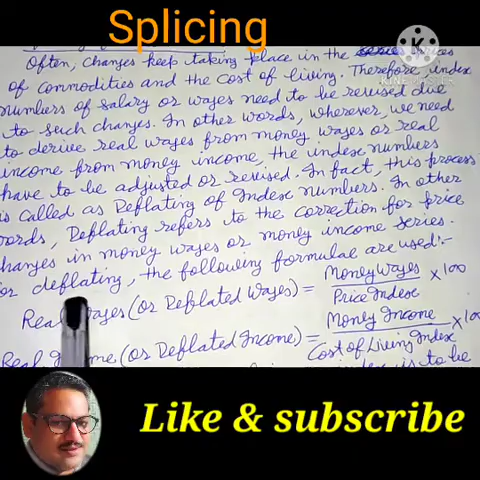 Splicing
Often, changes keep taking place in the prices
of commodities and the cost of living. Therefore, index
numbers of salary or wages need to be revised due
to such changes. In other words, wherever, we need
to derive real wages from money wages or real
income from money income, the index numbers
have to be adjusted or revised. In fact, this process
is called as Deflating of Index numbers. In other
words, Deflating refers to the correction for price
changes in money wages or money income series.
For deflating, the following formulae are used:-
Real Wages (or Deflated Wages) = Money Wages / Price Index × 100
Real Income (or Deflated Income) = Money Income / Cost of Living Index × 100
is to be
Like & subscribe